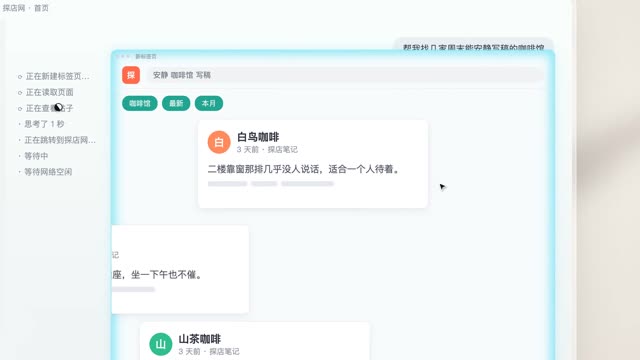 探店网 · 首页
帮我找几家周末能安静写稿的咖啡馆
正在新建标签页…
正在读取页面
正在查看帖子
思考了 1 秒
正在跳转到探店网…
等待中
等待网络空闲
新标签页
探
安静 咖啡馆 写稿
咖啡馆
最新
本月
白
白鸟咖啡
3 天前 · 探店笔记
二楼靠窗那排几乎没人说话，适合一个人待着。
记
座，坐一下午也不催。
山
山茶咖啡
3 天前 · 探店笔记